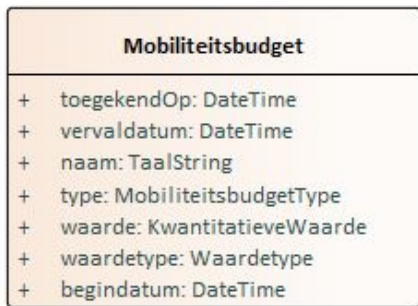 Mobiliteitsbudget
+ toegekendOp: DateTime
+ vervaldatum: DateTime
+ naam: TaalString
+ type: MobiliteitsbudgetType
+ waarde: KwantitatieveWaarde
+ waardetype: Waardetype
+ begindatum: DateTime